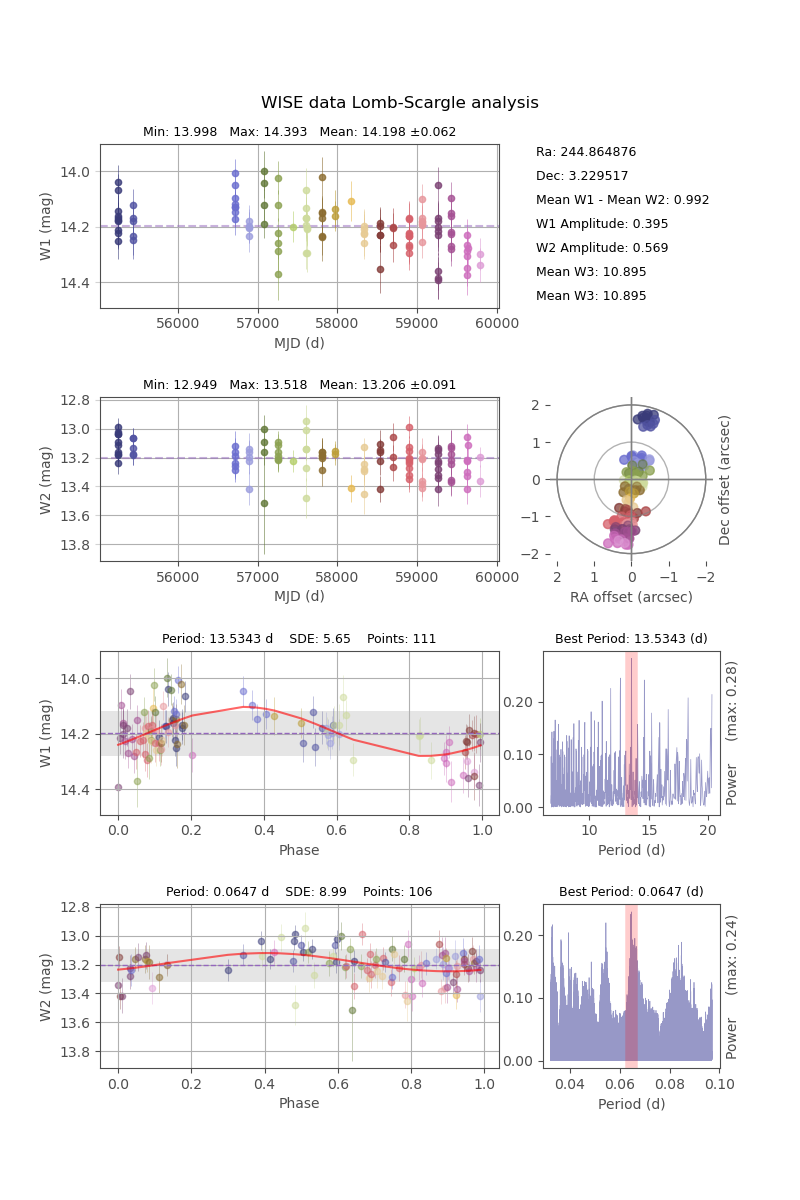 WISE data Lomb-Scargle analysis
Min: 13.998 Max: 14.393 Mean: 14.198 ±0.062
14.0
14.2
14.4
W1 (mag)
56000 57000 58000 59000 60000
MJD (d)
Ra: 244.864876
Dec: 3.229517
Mean W1 - Mean W2: 0.992
W1 Amplitude: 0.395
W2 Amplitude: 0.569
Mean W3: 10.895
Mean W3: 10.895
Min: 12.949 Max: 13.518 Mean: 13.206 ±0.091
12.8
13.0
13.2
13.4
13.6
13.8
W2 (mag)
56000 57000 58000 59000 60000
MJD (d)
2
1
0
−1
−2
2 1 0 −1 −2
RA offset (arcsec)
Dec offset (arcsec)
Period: 13.5343 d SDE: 5.65 Points: 111
14.0
14.2
14.4
W1 (mag)
0.0 0.2 0.4 0.6 0.8 1.0
Phase
Best Period: 13.5343 (d)
0.20
0.10
0.00
10 15 20
Period (d)
Power (max: 0.28)
Period: 0.0647 d SDE: 8.99 Points: 106
12.8
13.0
13.2
13.4
13.6
13.8
W2 (mag)
0.0 0.2 0.4 0.6 0.8 1.0
Phase
Best Period: 0.0647 (d)
0.20
0.10
0.00
0.04 0.06 0.08 0.10
Period (d)
Power (max: 0.24)